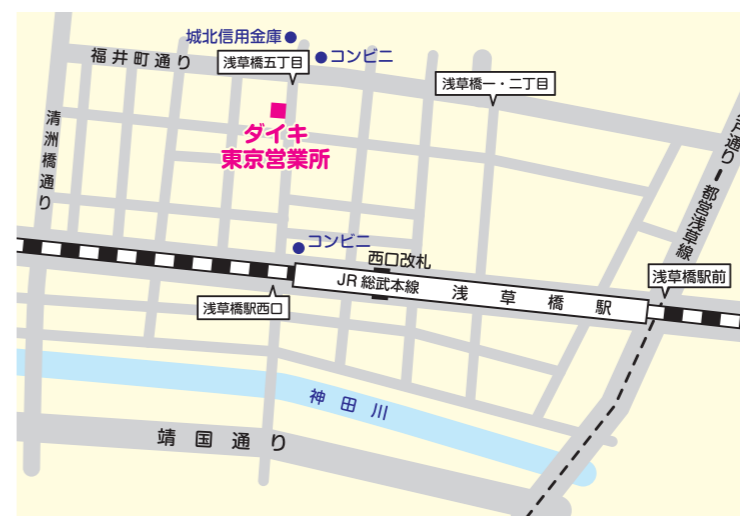 城北信用金庫
コンビニ
福井町通り
浅草橋五丁目
浅草橋一・二丁目
清洲橋通り
ダイキ
東京営業所
戸通り
都営浅草線
コンビニ
西口改札
浅草橋駅前
JR総武本線
浅草橋駅
浅草橋駅西口
神田川
靖国通り